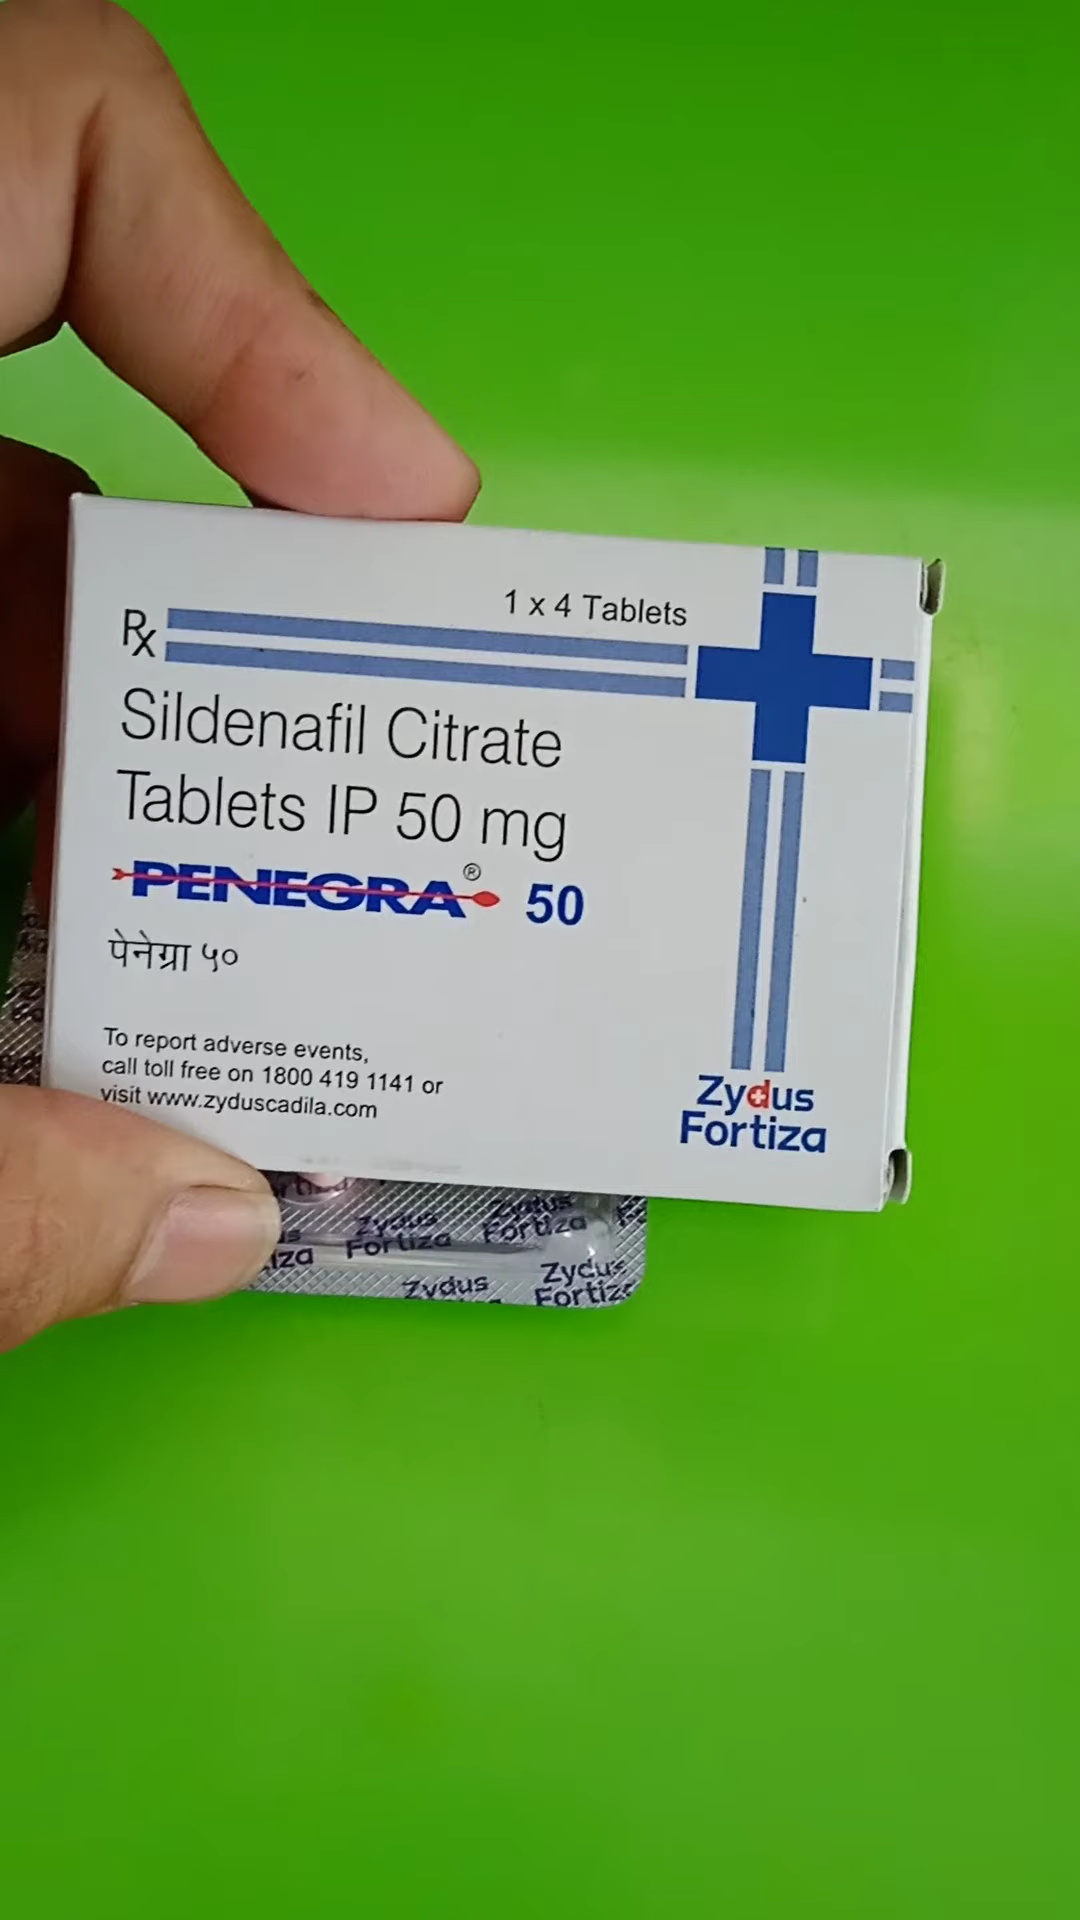 1 x 4 Tablets
Rx
Sildenafil Citrate
Tablets IP 50 mg
PENEGRA® 50
पेनेग्रा ५०
To report adverse events,
call toll free on 1800 419 1141 or
visit www.zyduscadila.com
Zydus
Fortiza
Zydus
Fortiza
Zydus
Fortiza
Zydus
Zydus
Fortiza